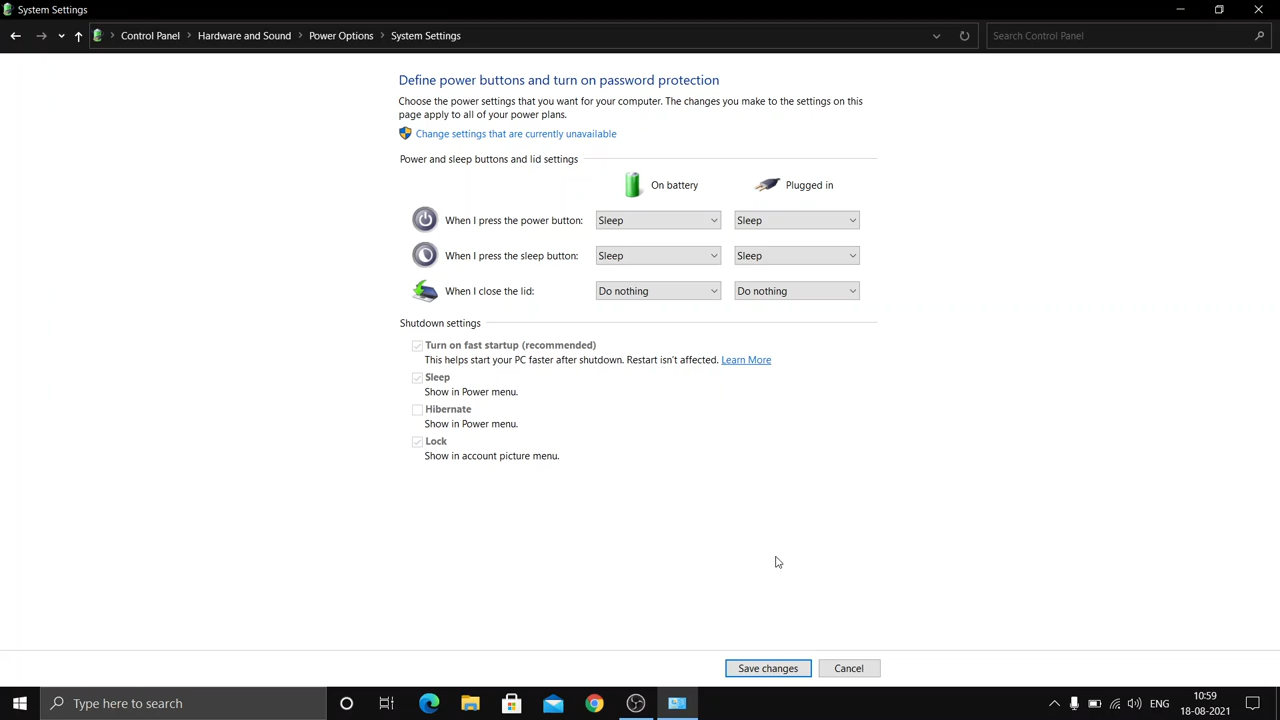 System Settings
Control Panel > Hardware and Sound > Power Options > System Settings
Search Control Panel
Define power buttons and turn on password protection
Choose the power settings that you want for your computer. The changes you make to the settings on this
page apply to all of your power plans.
Change settings that are currently unavailable
Power and sleep buttons and lid settings
On battery Plugged in
When I press the power button: Sleep Sleep
When I press the sleep button: Sleep Sleep
When I close the lid: Do nothing Do nothing
Shutdown settings
Turn on fast startup (recommended)
This helps start your PC faster after shutdown. Restart isn't affected. Learn More
Sleep
Show in Power menu.
Hibernate
Show in Power menu.
Lock
Show in account picture menu.
Save changes Cancel
Type here to search
ENG
10:59
18-08-2021